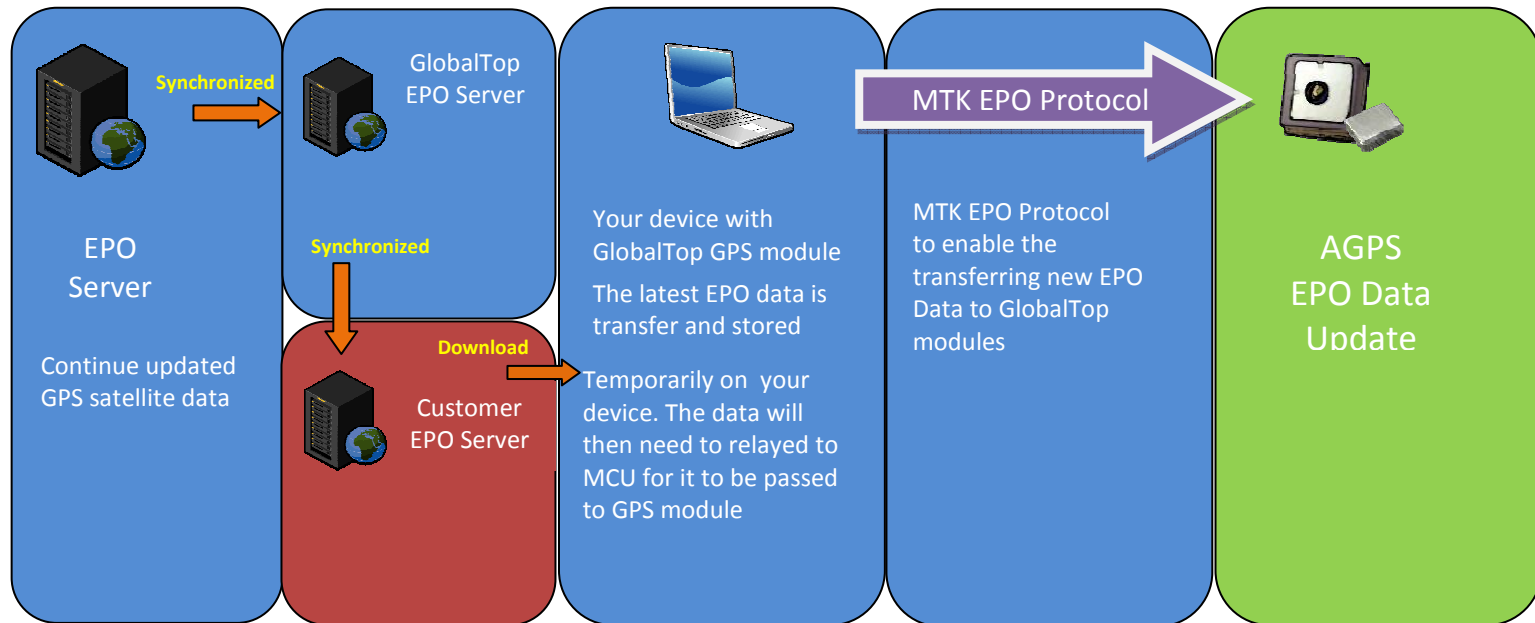 Synchronized
EPO
Server
Continue updated
GPS satellite data
GlobalTop
EPO Server
Synchronized
Customer
EPO Server
Download
Your device with
GlobalTop GPS module
The latest EPO data is
transfer and stored
Temporarily on your
device. The data will
then need to relayed to
MCU for it to be passed
to GPS module
MTK EPO Protocol
MTK EPO Protocol
to enable the
transferring new EPO
Data to GlobalTop
modules
AGPS
EPO Data
Update